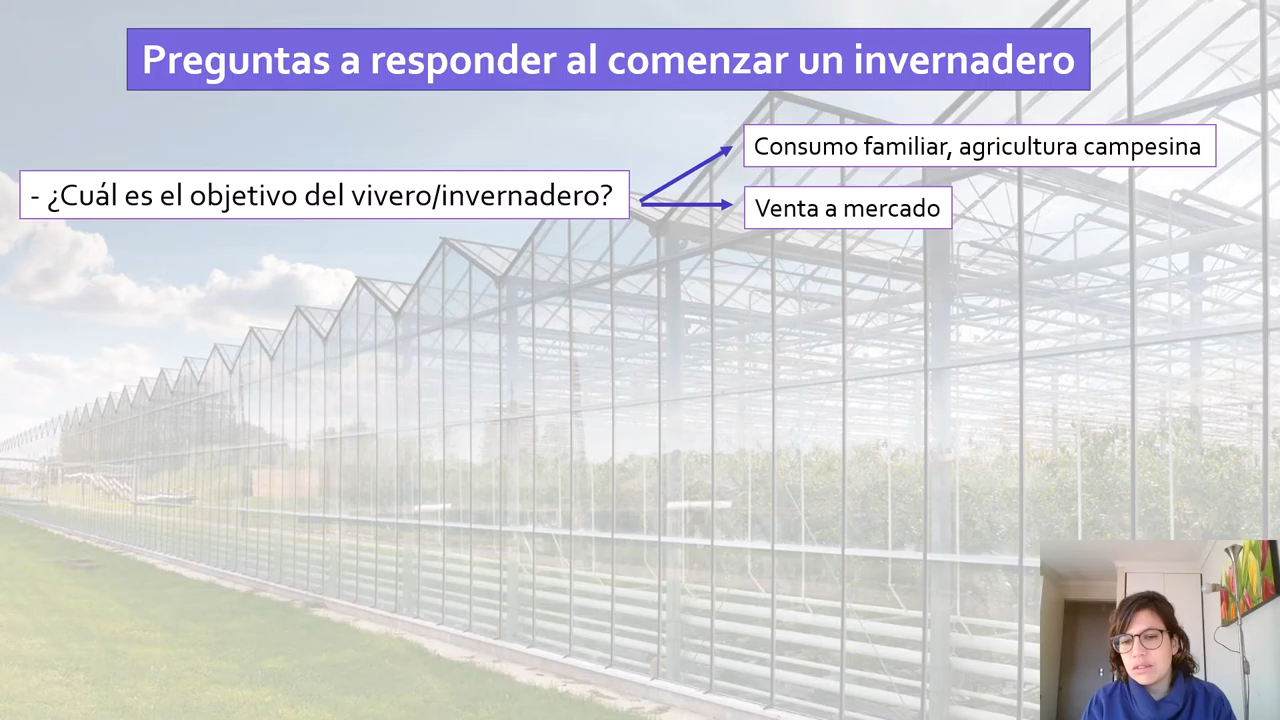 Preguntas a responder al comenzar un invernadero
- ¿Cuál es el objetivo del vivero/invernadero?
Consumo familiar, agricultura campesina
Venta a mercado